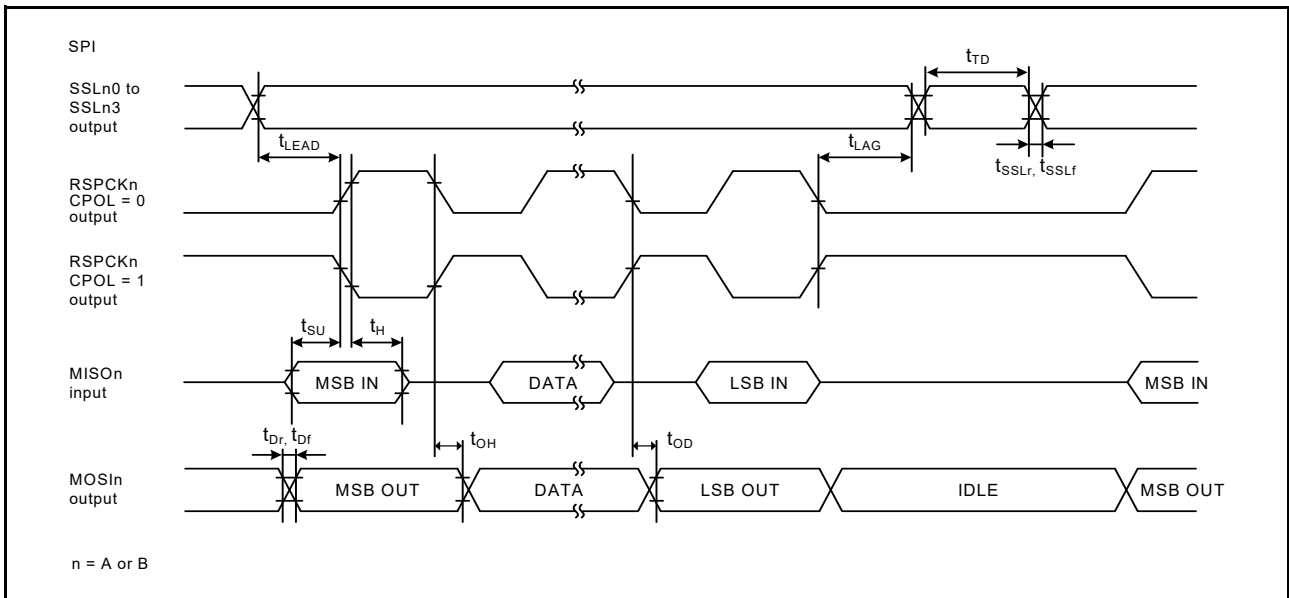 SPI
SSLn0 to
SSLn3
output
tTD
tLEAD
tLAG
tSSLr, tSSLf
RSPCKn
CPOL = 0
output
RSPCKn
CPOL = 1
output
tSU
tH
MISOn
input
MSB IN
DATA
LSB IN
MSB IN
tDr, tDf
tOH
tOD
MOSIn
output
MSB OUT
DATA
LSB OUT
IDLE
MSB OUT
n = A or B